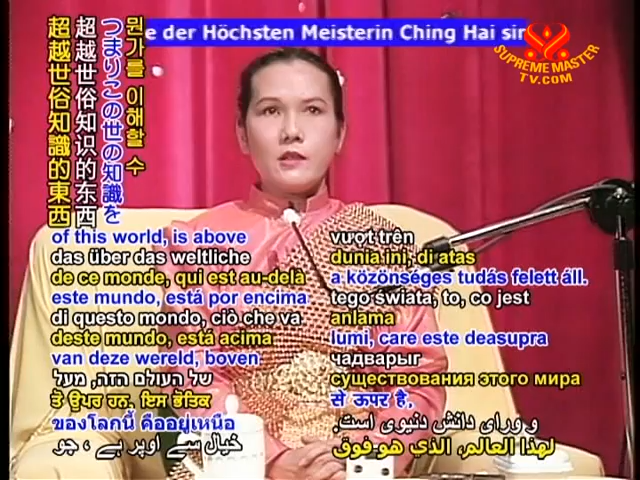 e der Höchsten Meisterin Ching Hai sin
SUPREME MASTER
TV.COM
뭔가를 이해할 수
つまりこの世の知識を
超越世俗知识的东西
超越世俗知識的東西
of this world, is above
das über das weltliche
de ce monde, qui est au-delà
este mundo, está por encima
di questo mondo, ciò che va
deste mundo, está acima
van deze wereld, boven
של העולם הזה, מעל
ਤੋ ਉਪਰ ਹਨ. ਇਸ ਭੋਤਿਕ
ของโลกนี้ คืออยู่เหนือ
خیال سے اوپر ہے ، جو
vượt trên
dunia ini, di atas
a közönséges tudás felett áll.
tego świata, to, co jest
anlama
lumi, care este deasupra
чадварыг
существования этого мира
से ऊपर है,
و ورای دانش دنیوی است.
لهذا العالم، الذي هو فوق